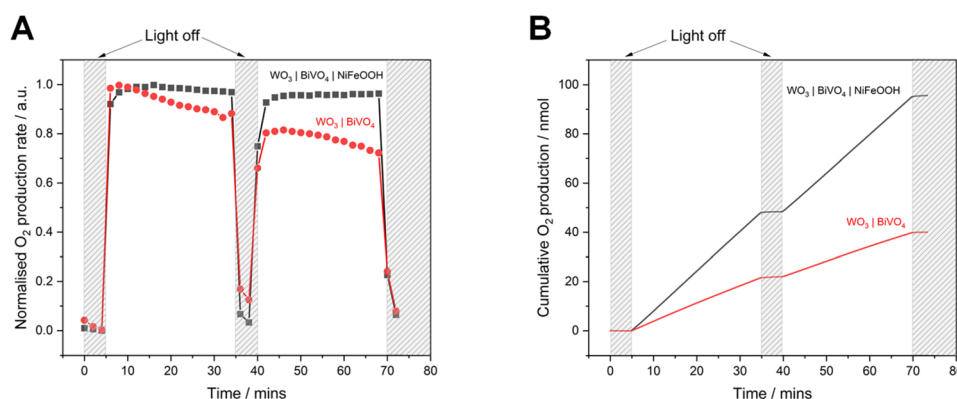 A
Light off
Normalised O₂ production rate / a.u.
1.0
0.8
0.6
0.4
0.2
0.0
WO₃ | BiVO₄ | NiFeOOH
WO₃ | BiVO₄
0 10 20 30 40 50 60 70 80
Time / mins
B
Light off
Cumulative O₂ production / nmol
100
80
60
40
20
0
WO₃ | BiVO₄ | NiFeOOH
WO₃ | BiVO₄
0 10 20 30 40 50 60 70 80
Time / mins